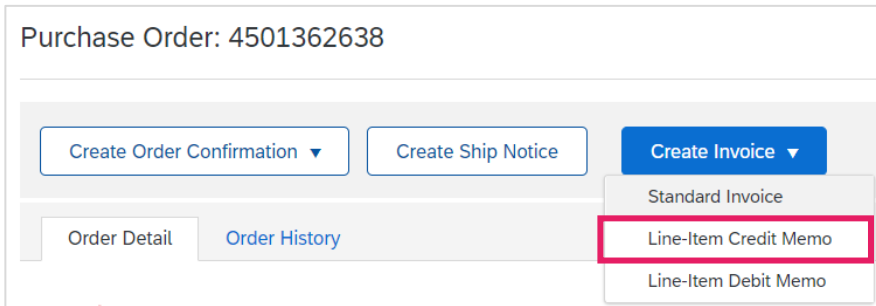 Purchase Order: 4501362638
Create Order Confirmation ▼
Create Ship Notice
Create Invoice ▼
Standard Invoice
Line-Item Credit Memo
Line-Item Debit Memo
Order Detail
Order History